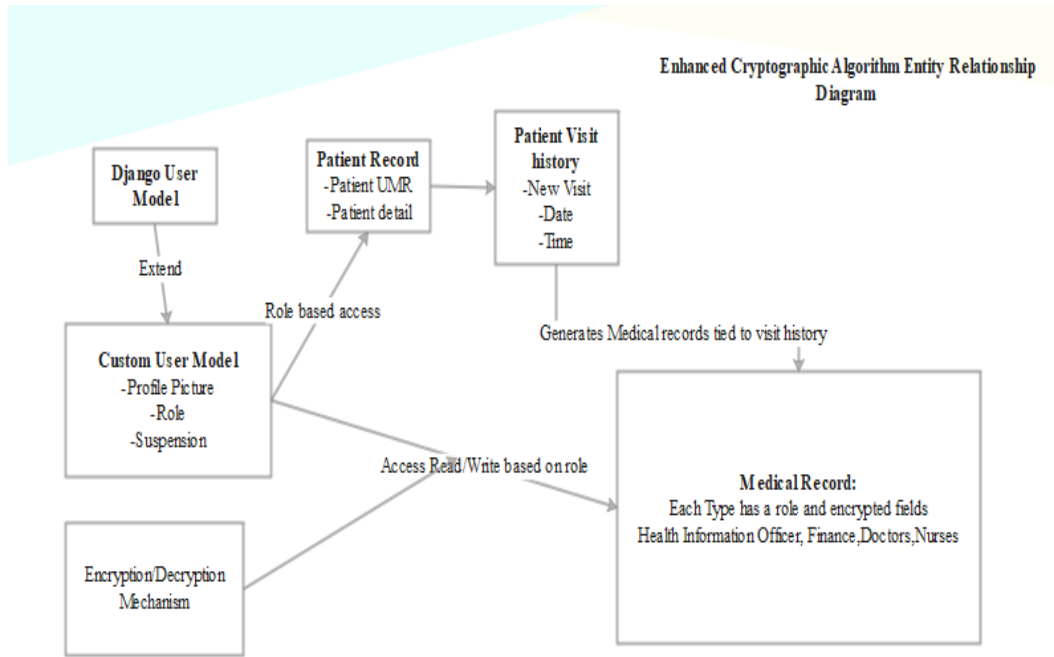 Enhanced Cryptographic Algorithm Entity Relationship
Diagram
Django User
Model
Patient Record
-Patient UMR
-Patient detail
Patient Visit
history
-New Visit
-Date
-Time
Extend
Role based access
Generates Medical records tied to visit history
Custom User Model
-Profile Picture
-Role
-Suspension
Access Read/Write based on role
Medical Record:
Each Type has a role and encrypted fields
Health Information Officer, Finance,Doctors,Nurses
Encryption/Decryption
Mechanism